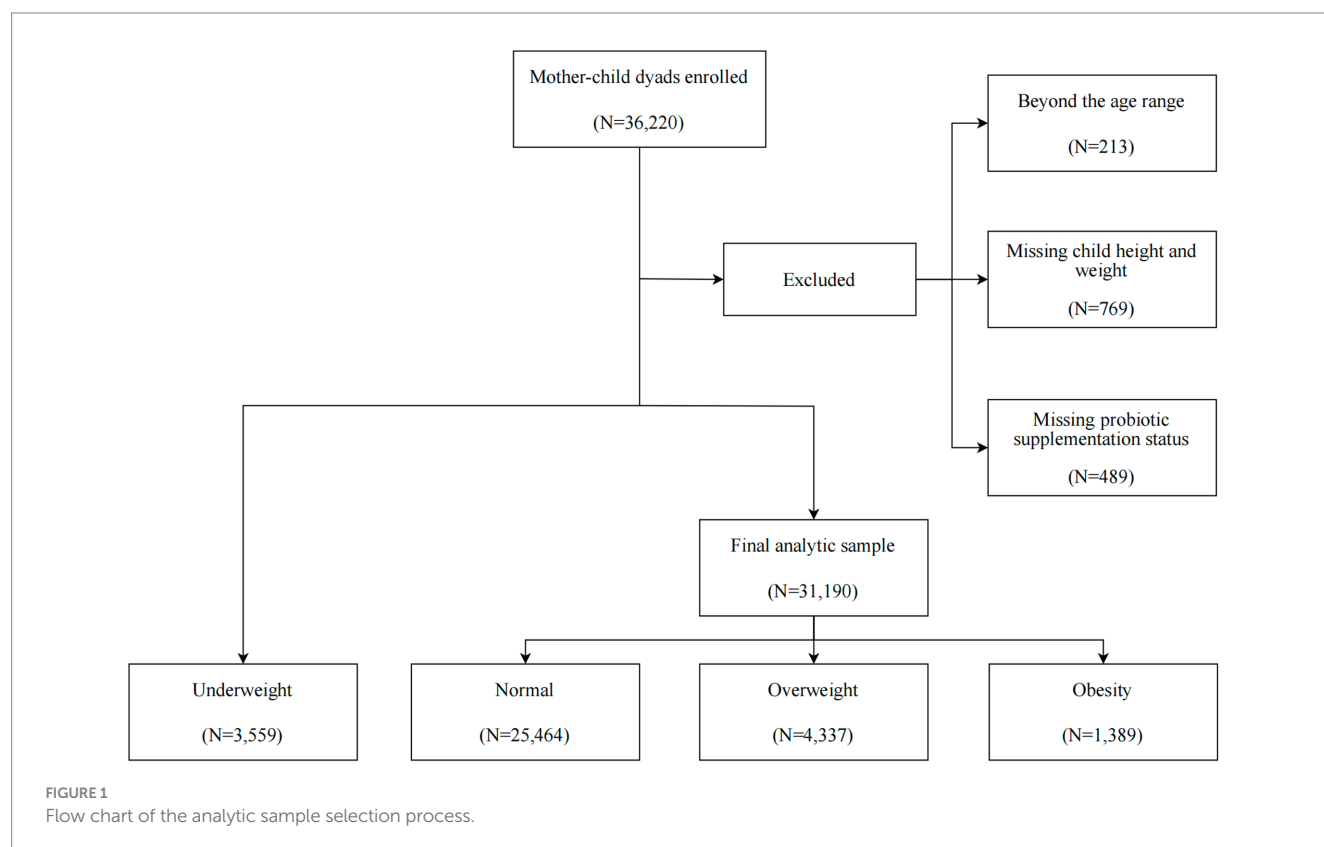 Mother-child dyads enrolled
(N=36,220)
Beyond the age range
(N=213)
Excluded
Missing child height and
weight
(N=769)
Missing probiotic
supplementation status
(N=489)
Final analytic sample
(N=31,190)
Underweight
(N=3,559)
Normal
(N=25,464)
Overweight
(N=4,337)
Obesity
(N=1,389)
FIGURE 1
Flow chart of the analytic sample selection process.